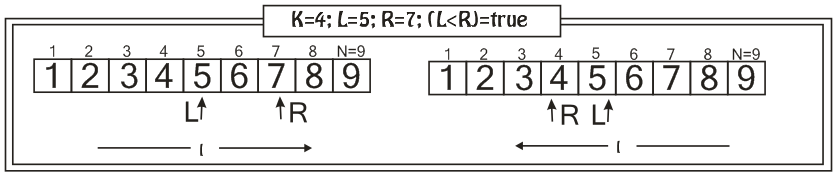 K=4; L=5; R=7; (L<R)=true
1 2 3 4 5 6 7 8 N=9
1 2 3 4 5 6 7 8 9
L R
l
1 2 3 4 5 6 7 8 N=9
1 2 3 4 5 6 7 8 9
R L
l